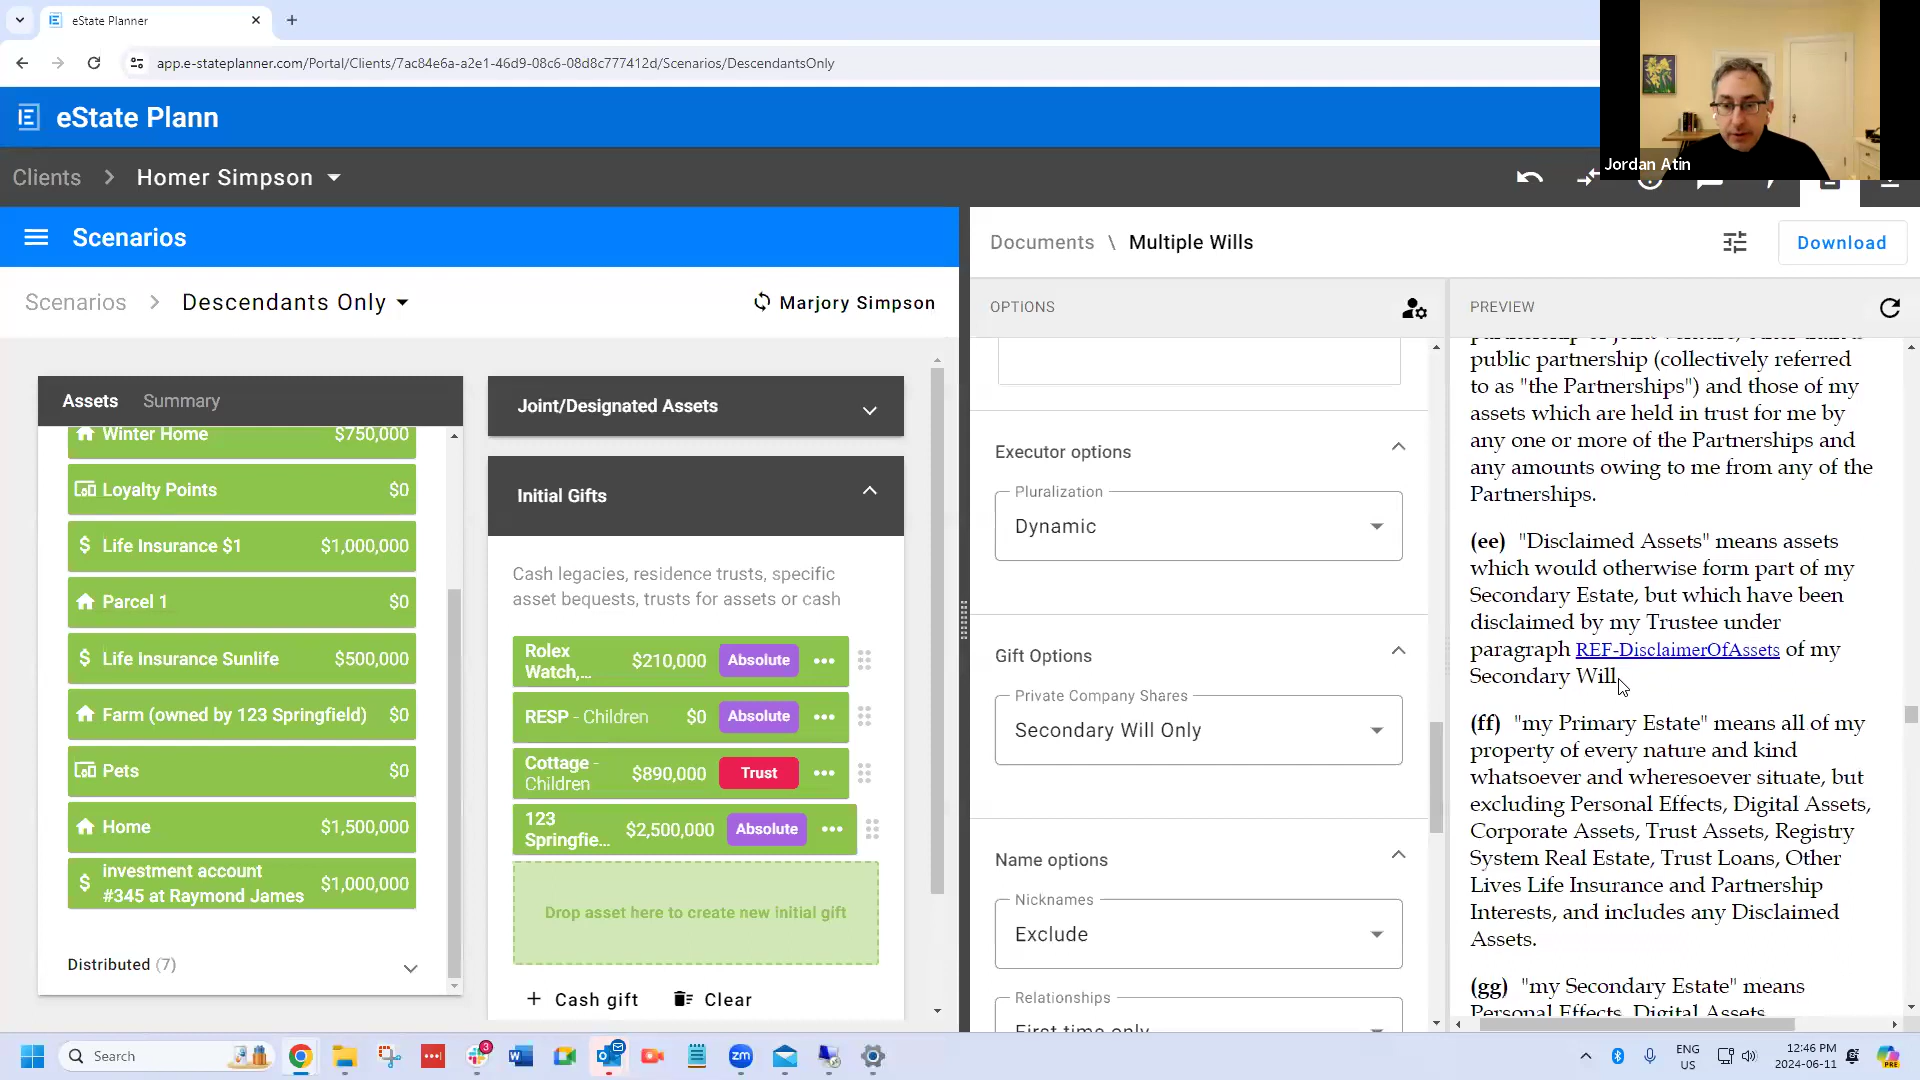 eState Planner
app.e-stateplanner.com/Portal/Clients/7ac84e6a-a2e1-46d9-08c6-08d8c777412d/Scenarios/DescendantsOnly
eState Plann
Jordan Atin
Clients > Homer Simpson
Scenarios
Documents \ Multiple Wills
Download
Scenarios > Descendants Only
Marjory Simpson
OPTIONS
PREVIEW
Assets
Summary
Winter Home $750,000
Loyalty Points $0
Life Insurance $1 $1,000,000
Parcel 1 $0
Life Insurance Sunlife $500,000
Farm (owned by 123 Springfield) $0
Pets $0
Home $1,500,000
investment account
#345 at Raymond James $1,000,000
Distributed (7)
Joint/Designated Assets
Initial Gifts
Cash legacies, residence trusts, specific
asset bequests, trusts for assets or cash
Rolex
Watch,... $210,000 Absolute
RESP - Children $0 Absolute
Cottage -
Children $890,000 Trust
123
Springfie... $2,500,000 Absolute
Drop asset here to create new initial gift
+ Cash gift
Clear
Executor options
Pluralization
Dynamic
Gift Options
Private Company Shares
Secondary Will Only
Name options
Nicknames
Exclude
Relationships
First time only
public partnership (collectively referred
to as "the Partnerships") and those of my
assets which are held in trust for me by
any one or more of the Partnerships and
any amounts owing to me from any of the
Partnerships.
(ee) "Disclaimed Assets" means assets
which would otherwise form part of my
Secondary Estate, but which have been
disclaimed by my Trustee under
paragraph REF-DisclaimerOfAssets of my
Secondary Will.
(ff) "my Primary Estate" means all of my
property of every nature and kind
whatsoever and wheresoever situate, but
excluding Personal Effects, Digital Assets,
Corporate Assets, Trust Assets, Registry
System Real Estate, Trust Loans, Other
Lives Life Insurance and Partnership
Interests, and includes any Disclaimed
Assets.
(gg) "my Secondary Estate" means
Personal Effects, Digital Assets
Search
3
zm
ENG
US
12:46 PM
2024-06-11
PRE